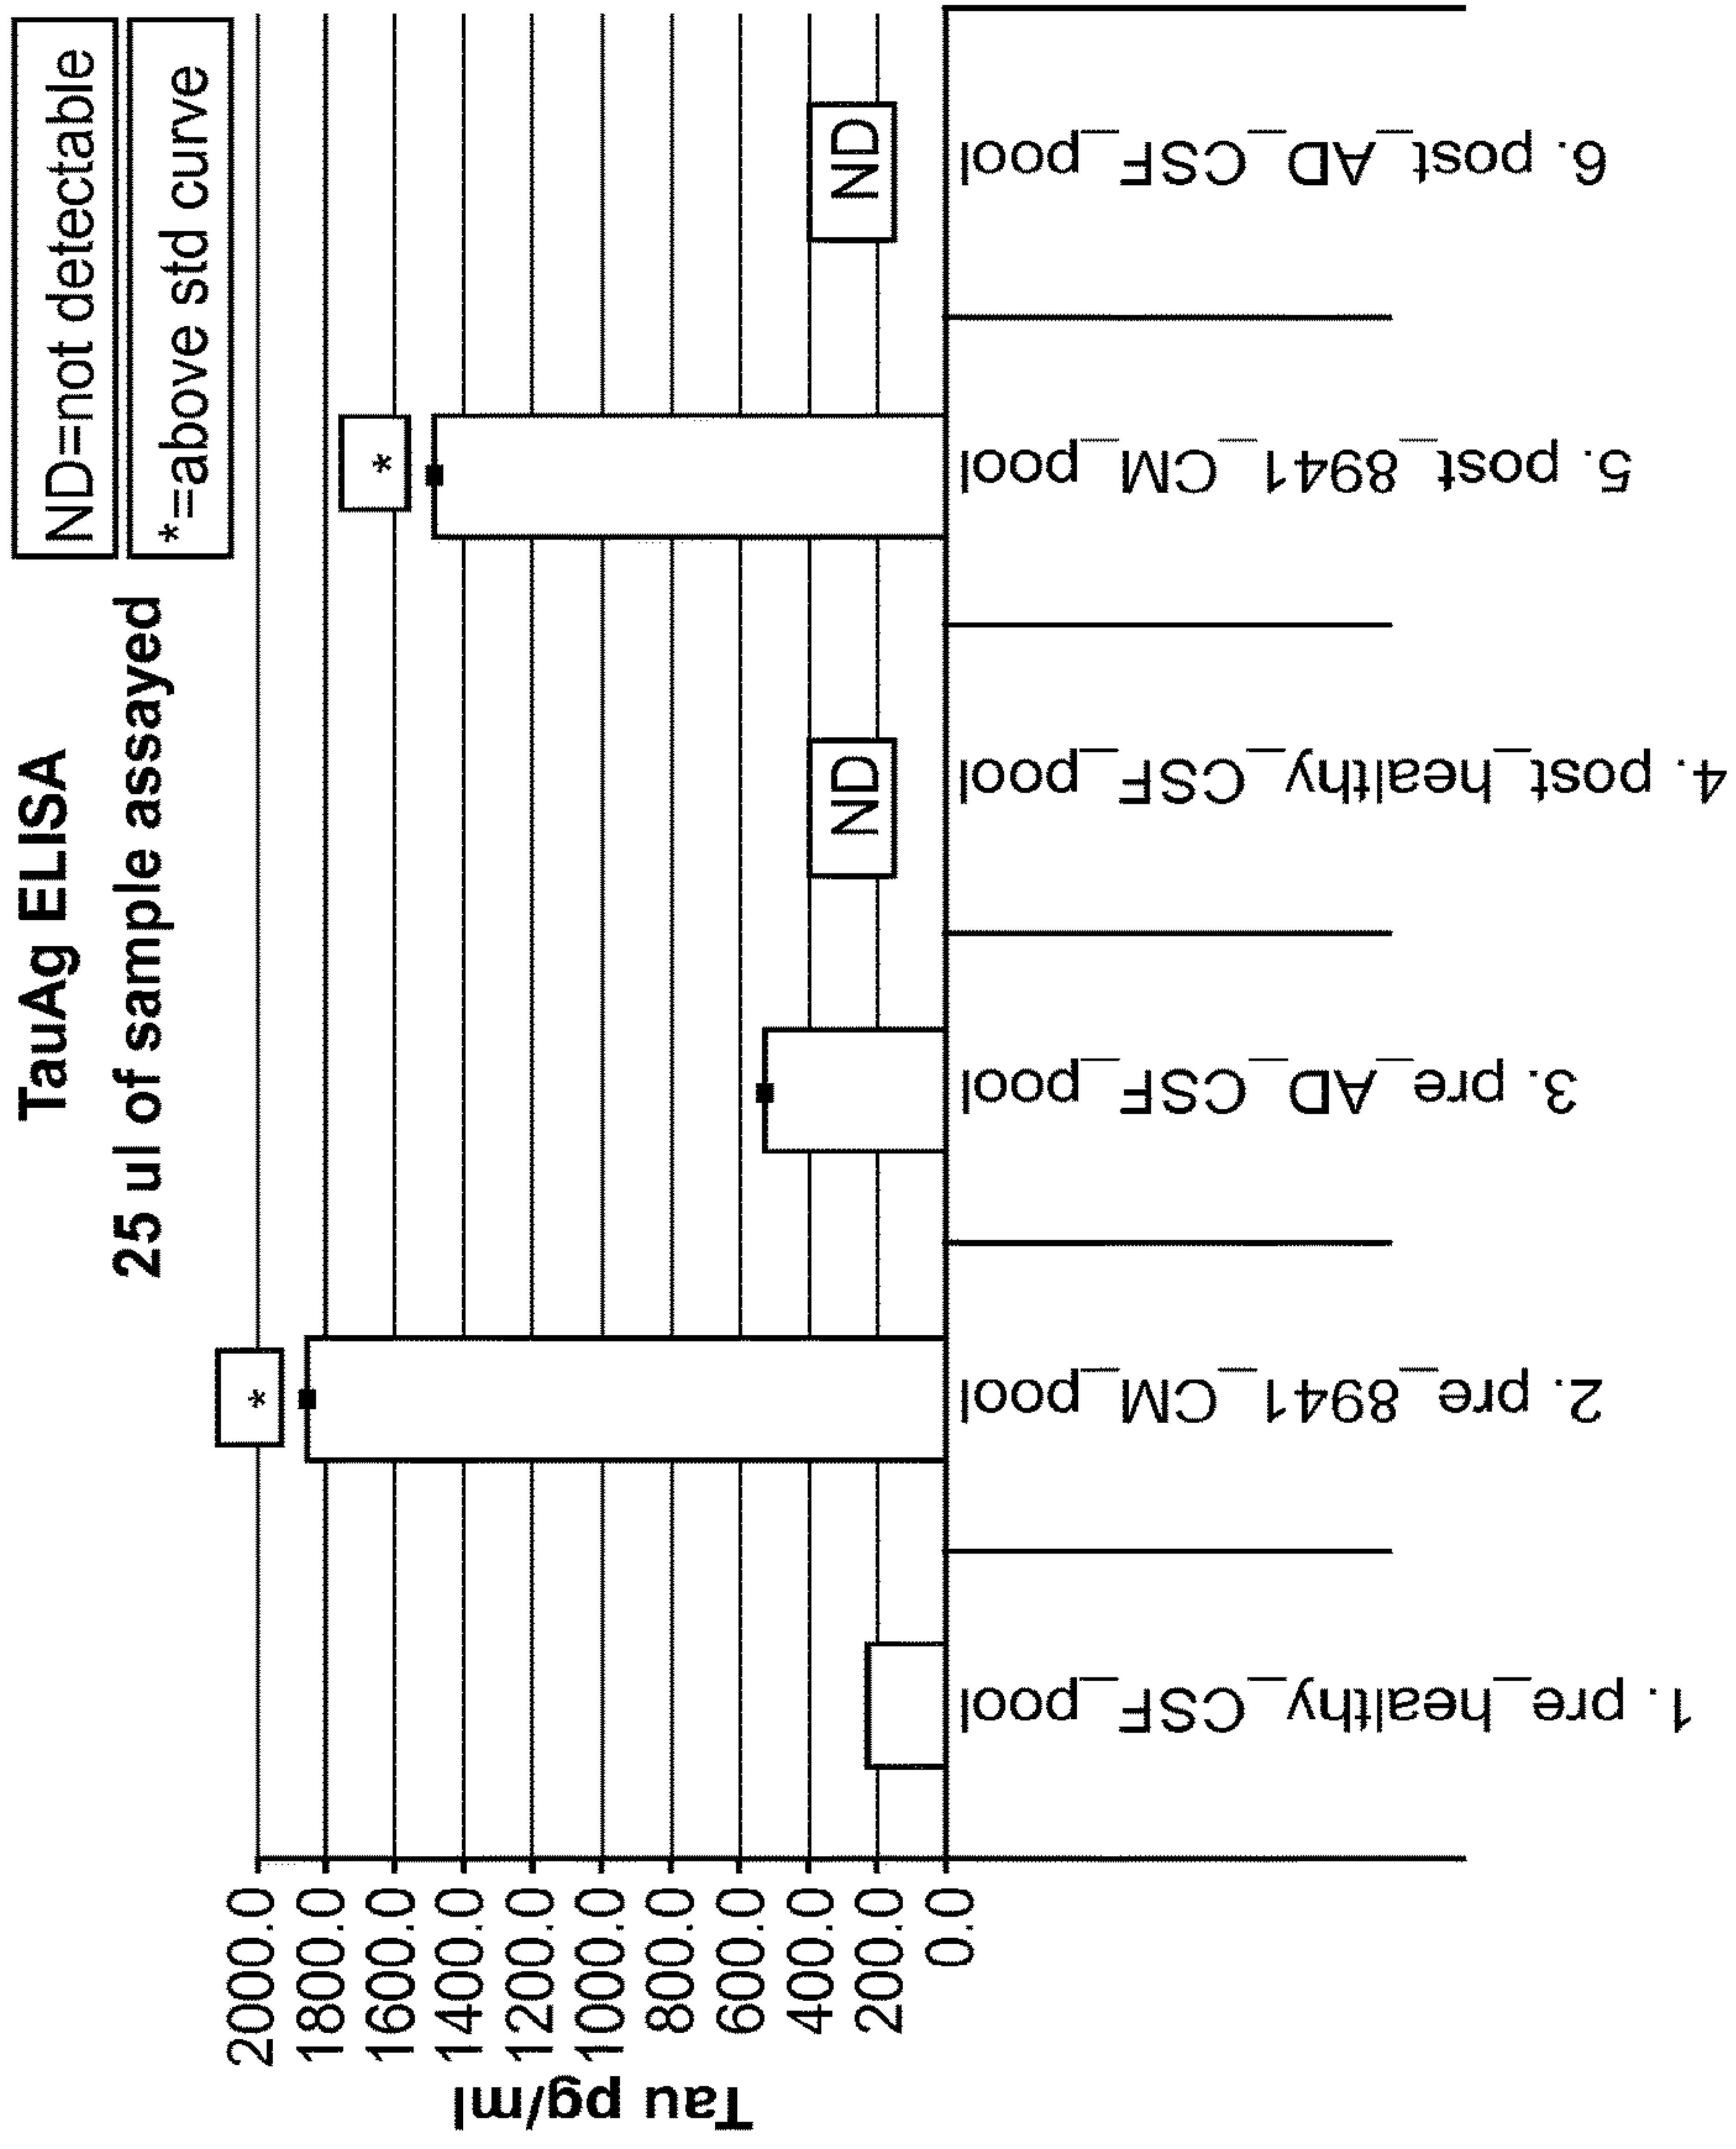 TauAg ELISA
25 ul of sample assayed
ND=not detectable
*=above std curve
Tau pg/ml
2000.0
1800.0
1600.0
1400.0
1200.0
1000.0
800.0
600.0
400.0
200.0
0.0
*
*
ND
ND
1. pre_healthy_CSF_pool
2. pre_8941_CM_pool
3. pre_AD_CSF_pool
4. post_healthy_CSF_pool
5. post_8941_CM_pool
6. post_AD_CSF_pool